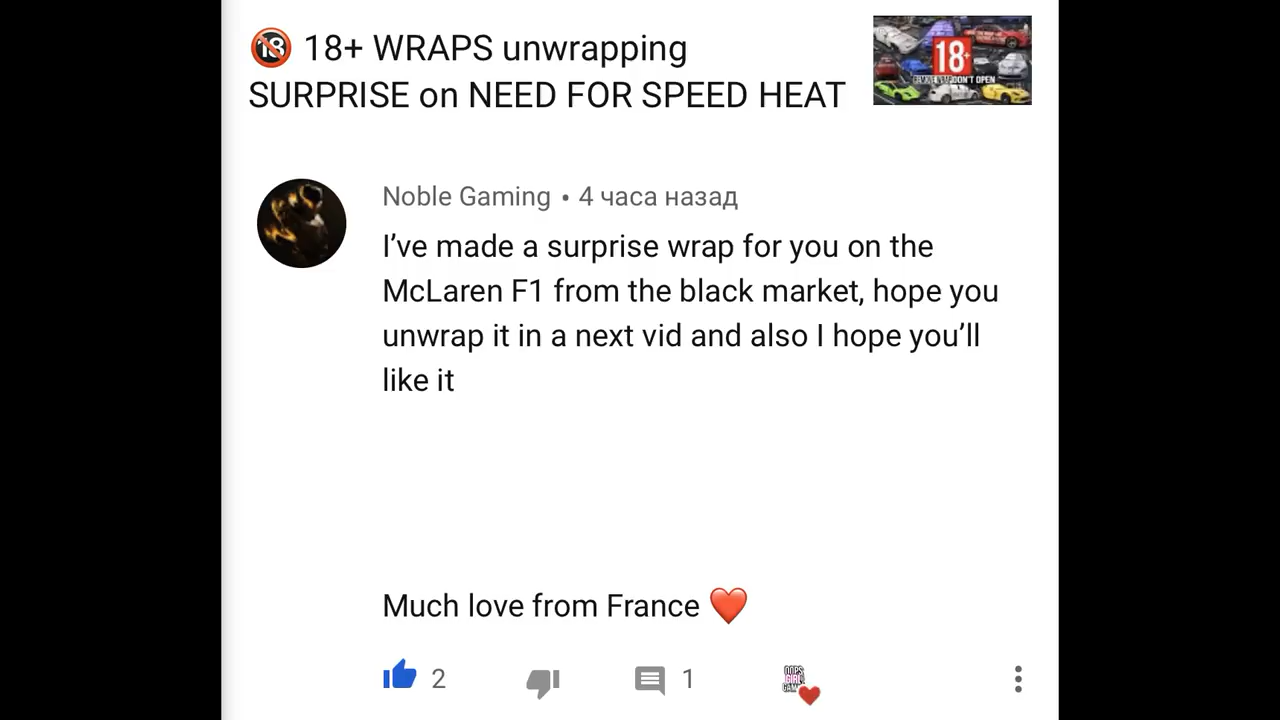 🔞 18+ WRAPS unwrapping
SURPRISE on NEED FOR SPEED HEAT
18+
DON'T OPEN
Noble Gaming • 4 часа назад
I've made a surprise wrap for you on the
McLaren F1 from the black market, hope you
unwrap it in a next vid and also I hope you'll
like it
Much love from France ❤️
2
1
OOPS
GIRL